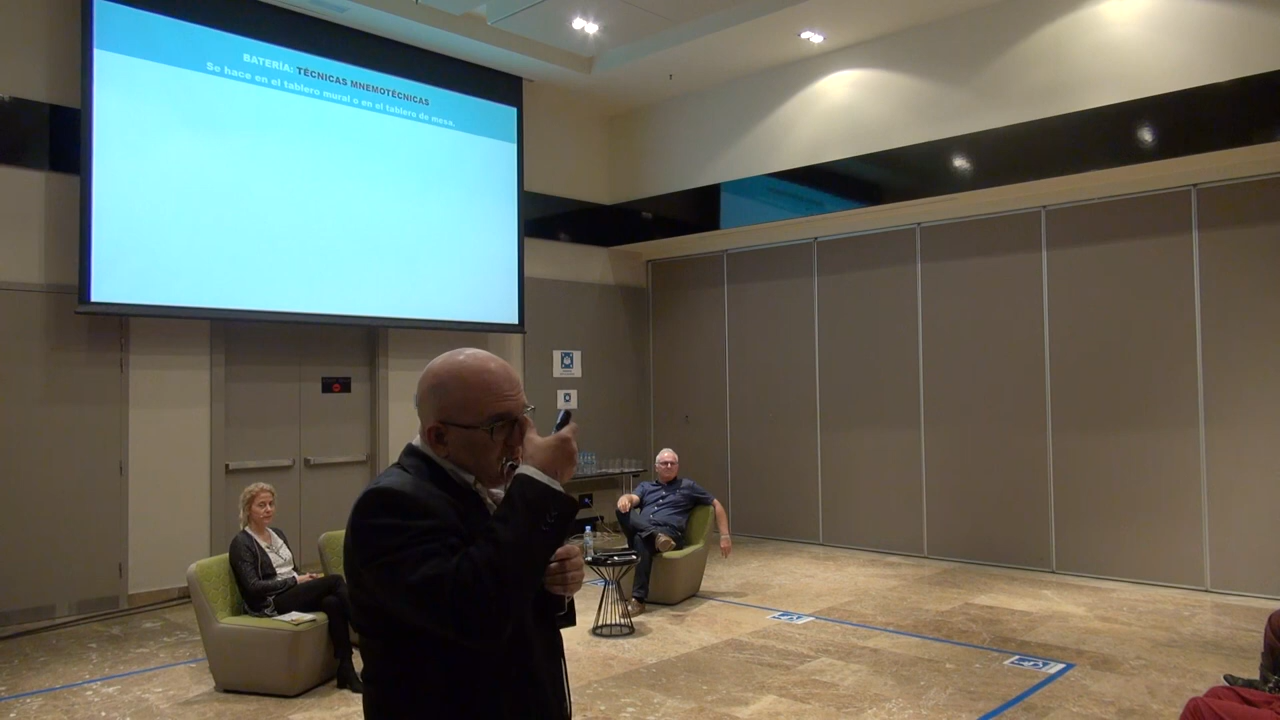 BATERÍA: TÉCNICAS MNEMOTÉCNICAS
Se hace en el tablero mural o en el tablero de mesa.